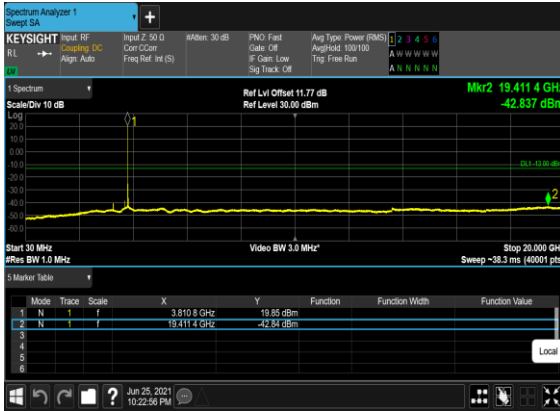 Spectrum Analyzer 1
Swept SA
+
KEYSIGHT Input: RF Input Z: 50 Ω #Atten: 30 dB PNO: Fast Avg Type: Power (RMS) 1 2 3 4 5 6
RL Coupling: DC Corr CCorr Gate: Off Avg|Hold: 100/100 A W W W W W
Align: Auto Freq Ref: Int (S) IF Gain: Low Trig: Free Run
Sig Track: Off A N N N N N
1 Spectrum Ref Lvl Offset 11.77 dB Mkr2 19.411 4 GHz
Scale/Div 10 dB Ref Level 30.00 dBm -42.837 dBm
Log
20.0
10.0
0.00
-10.0
DL1 -13.00 dBm
-20.0
-30.0
-40.0
-50.0
-60.0
1
2
Start 30 MHz Video BW 3.0 MHz* Stop 20.000 GH
#Res BW 1.0 MHz Sweep ~38.3 ms (40001 pts
5 Marker Table
Mode Trace Scale X Y Function Function Width Function Value
1 N 1 f 3.810 8 GHz 19.85 dBm
2 N 1 f 19.411 4 GHz -42.84 dBm
3
4
5
6
Local
? Jun 25, 2021
10:22:56 PM